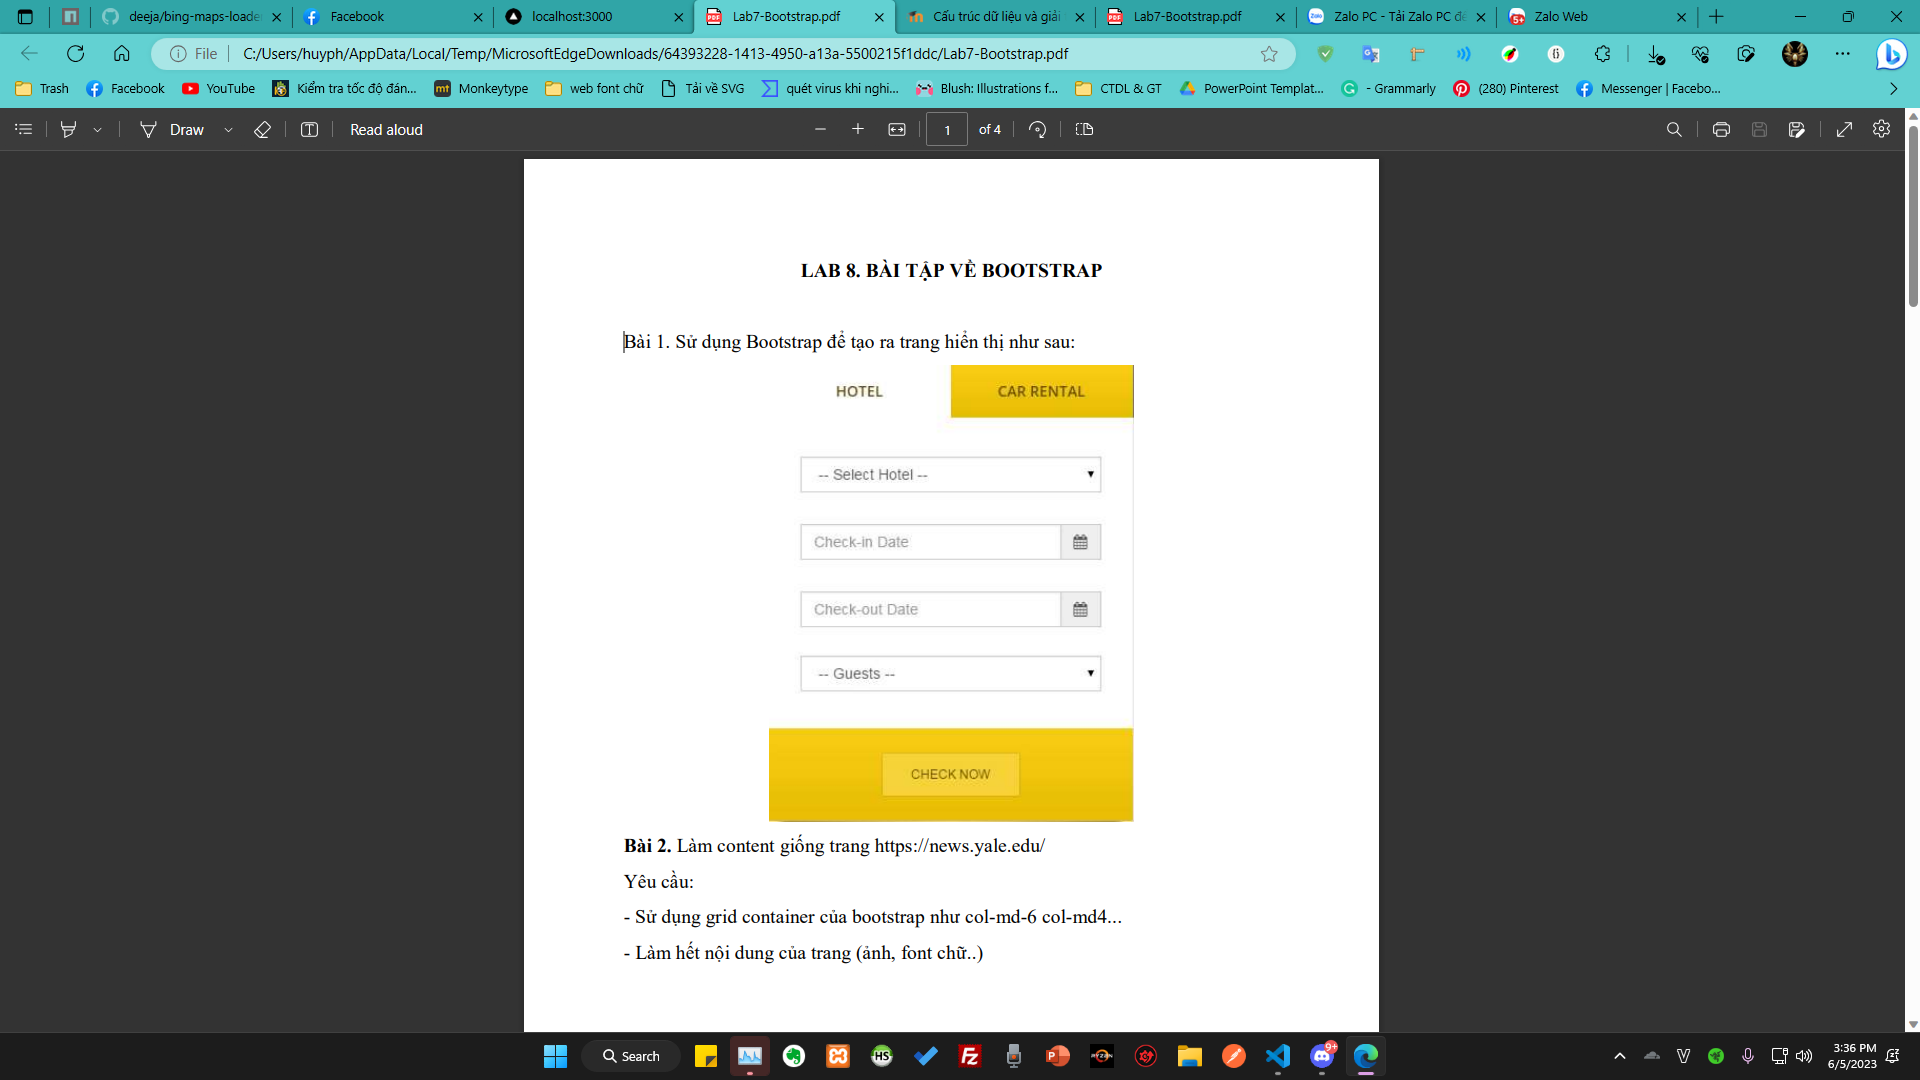 deeja/bing-maps-loade
Facebook
localhost:3000
Lab7-Bootstrap.pdf
Cấu trúc dữ liệu và giải
Lab7-Bootstrap.pdf
Zalo PC - Tải Zalo PC để
Zalo Web
File
C:/Users/huyph/AppData/Local/Temp/MicrosoftEdgeDownloads/64393228-1413-4950-a13a-5500215f1ddc/Lab7-Bootstrap.pdf
Trash
Facebook
YouTube
Kiểm tra tốc độ đán...
Monkeytype
web font chữ
Tải về SVG
quét virus khi nghi...
Blush: Illustrations f...
CTDL & GT
PowerPoint Templat...
- Grammarly
(280) Pinterest
Messenger | Facebo...
Draw
Read aloud
1
of 4
LAB 8. BÀI TẬP VỀ BOOTSTRAP
Bài 1. Sử dụng Bootstrap để tạo ra trang hiển thị như sau:
HOTEL
CAR RENTAL
-- Select Hotel --
Check-in Date
Check-out Date
-- Guests --
CHECK NOW
Bài 2. Làm content giống trang https://news.yale.edu/
Yêu cầu:
- Sử dụng grid container của bootstrap như col-md-6 col-md4...
- Làm hết nội dung của trang (ảnh, font chữ..)
Search
3:36 PM
6/5/2023